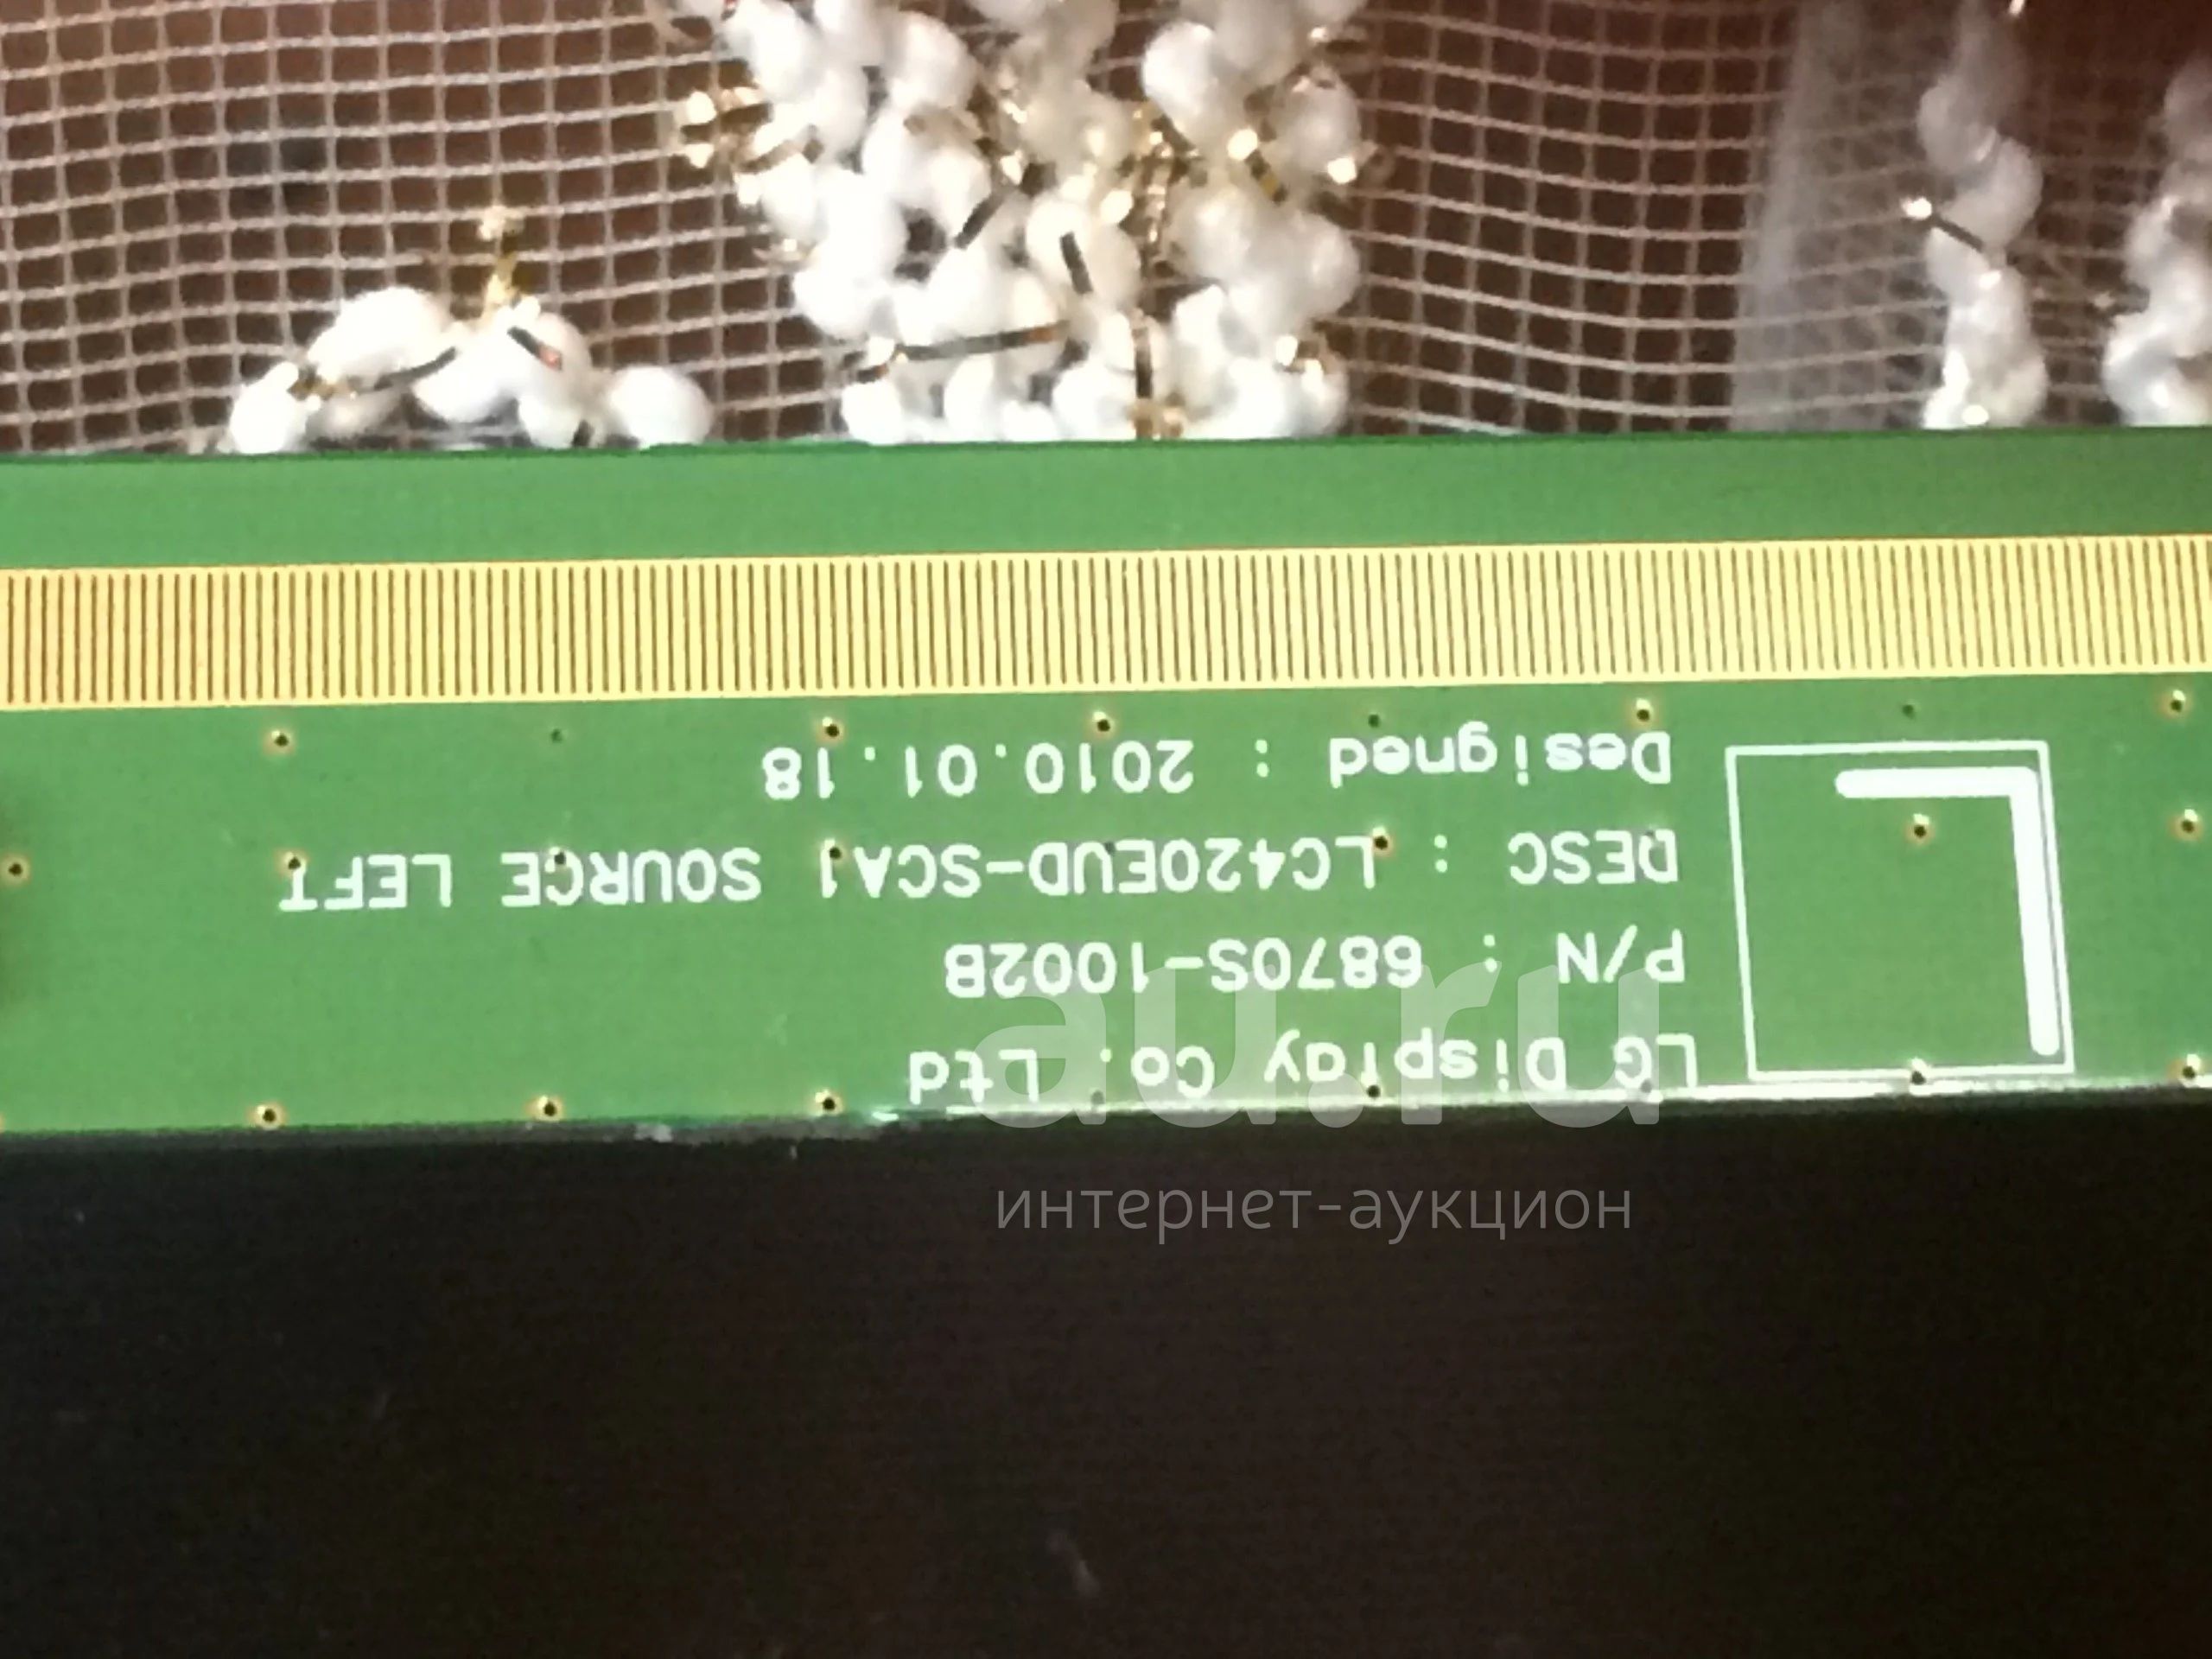 LG Display Co. Ltd
P/N : 6870S-1002B
DESC : LC420EUD-SCA1 SOURCE LEFT
Designed : 2010.01.18
au.ru
интернет-аукцион